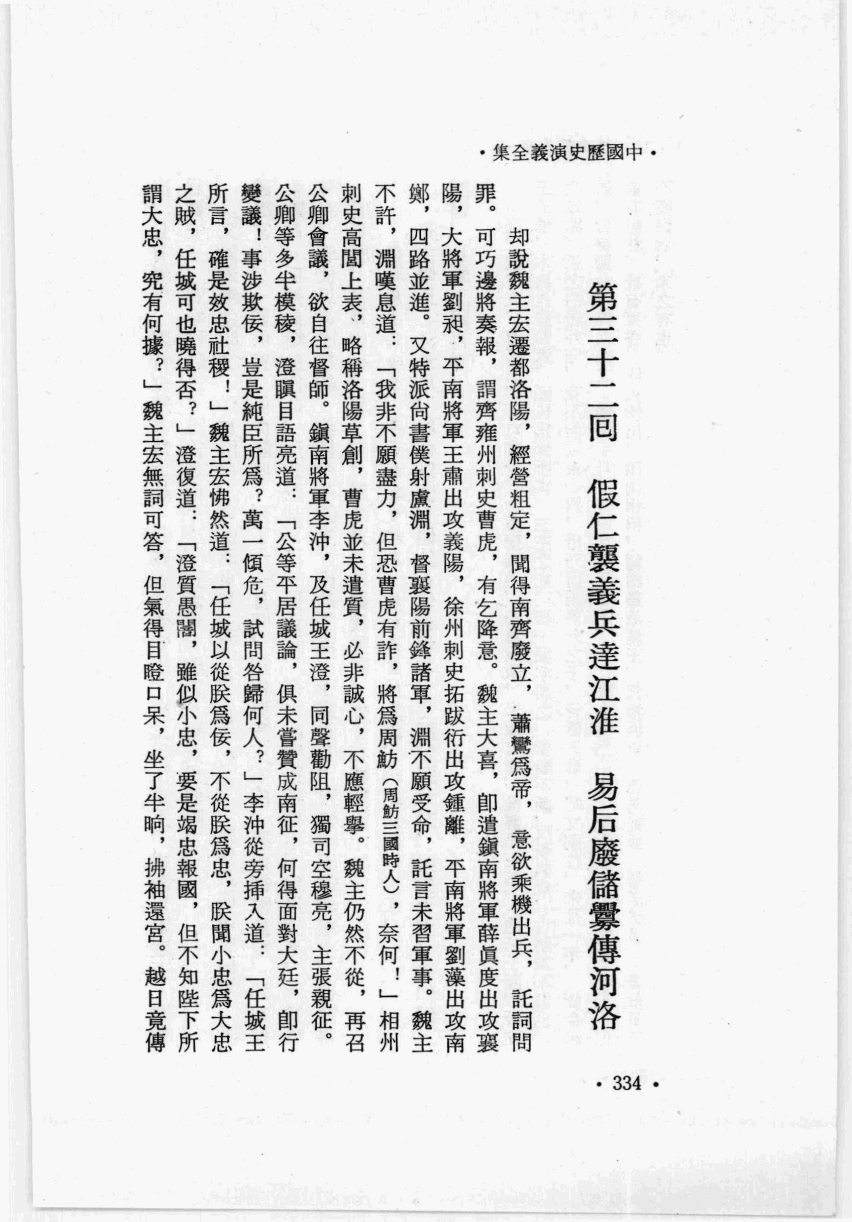 •中國歷史演義全集•
第三十二回　假仁襲義兵達江淮　易后廢儲釁傳河洛
却說魏主宏遷都洛陽，經營粗定，聞得南齊廢立，蕭鸞爲帝，意欲乘機出兵，託詞問
罪。可巧邊將奏報，謂齊雍州刺史曹虎，有乞降意。魏主大喜，卽遣鎭南將軍薛眞度出攻襄
陽，大將軍劉昶，平南將軍王肅出攻義陽，徐州刺史拓跋衍出攻鍾離，平南將軍劉藻出攻南
鄭，四路並進。又特派尙書僕射盧淵，督襄陽前鋒諸軍，淵不願受命，託言未習軍事。魏主
不許，淵嘆息道：「我非不願盡力，但恐曹虎有詐，將爲周魴（周魴三國時人），奈何！」相州
刺史高閭上表，略稱洛陽草創，曹虎並未遣質，必非誠心，不應輕擧。魏主仍然不從，再召
公卿會議，欲自往督師。鎭南將軍李沖，及任城王澄，同聲勸阻，獨司空穆亮，主張親征。
公卿等多半模稜，澄瞋目語亮道：「公等平居議論，俱未嘗贊成南征，何得面對大廷，卽行
變議！事涉欺佞，豈是純臣所爲？萬一傾危，試問咎歸何人？」李沖從旁揷入道：「任城王
所言，確是效忠社稷！」魏主宏怫然道：「任城以從朕爲佞，不從朕爲忠，朕聞小忠爲大忠
之賊，任城可也曉得否？」澄復道：「澄質愚闇，雖似小忠，要是竭忠報國，但不知陛下所
謂大忠，究有何據？」魏主宏無詞可答，但氣得目瞪口呆，坐了半晌，拂袖還宮。越日竟傳
•334•